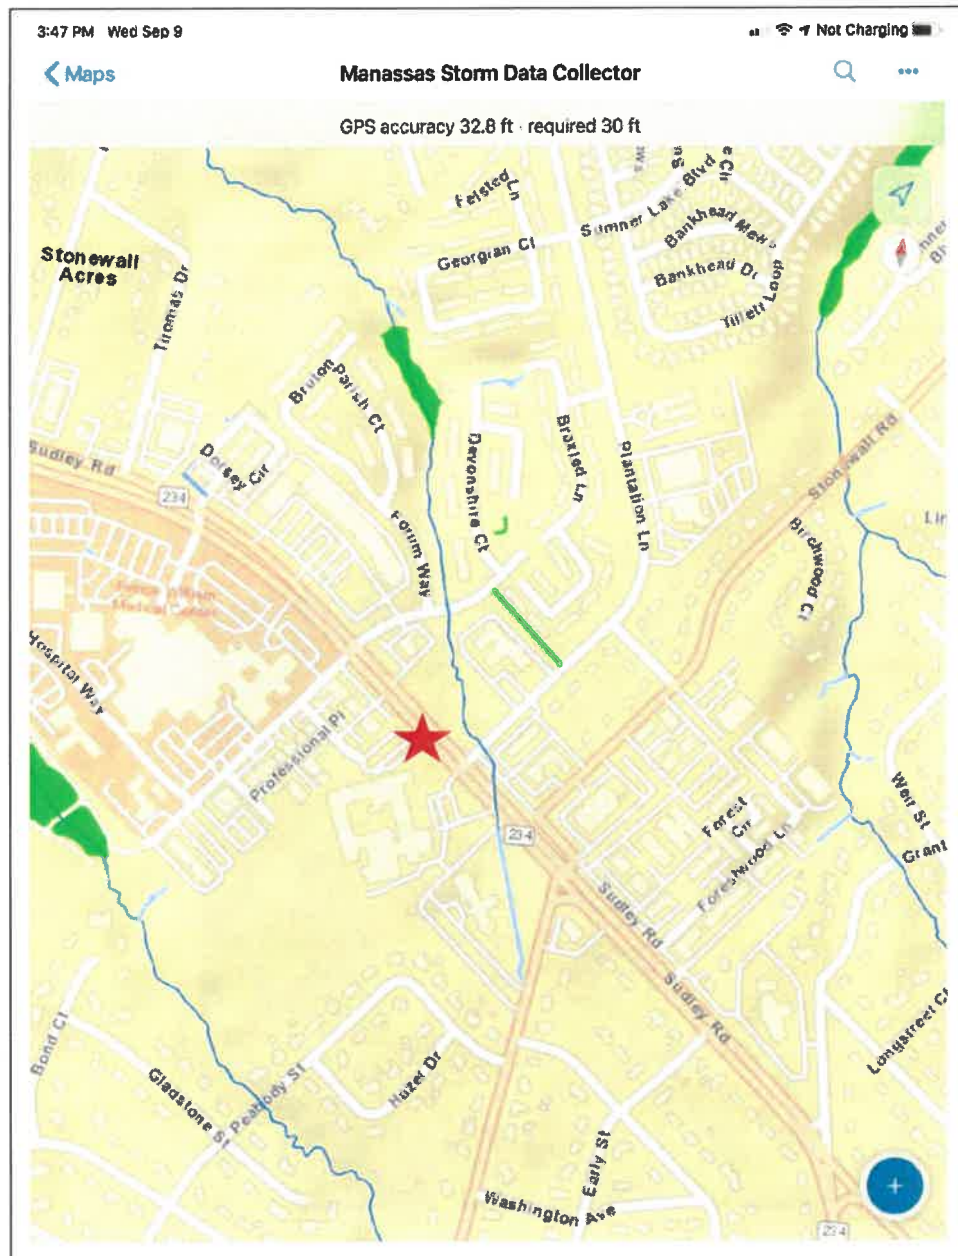 3:47 PM Wed Sep 9
Not Charging
Maps
Manassas Storm Data Collector
GPS accuracy 32.8 ft · required 30 ft
Felsted Ln
Sumner Lake Blvd
Georgian Ct
Bankhead Mews
Bankhead Dr
Tillett Loop
Stonewall
Acres
Thomas Dr
Bruton
Parish Ct
Dorsey Cir
Sudley Rd
234
Forum Way
Devonshire Ct
Braxted Ln
Plantation Ln
Stonewall Rd
Birchwood Ct
Medical Center
Hospital Way
Professional Pl
234
Forest
Cir
Forestwood Ln
Weir St
Grant
Sudley Rd
Sudley Rd
Bond Ct
Gladstone St
Peabody St
Huzer Dr
Longstreet Ct
Early St
Washington Ave
234